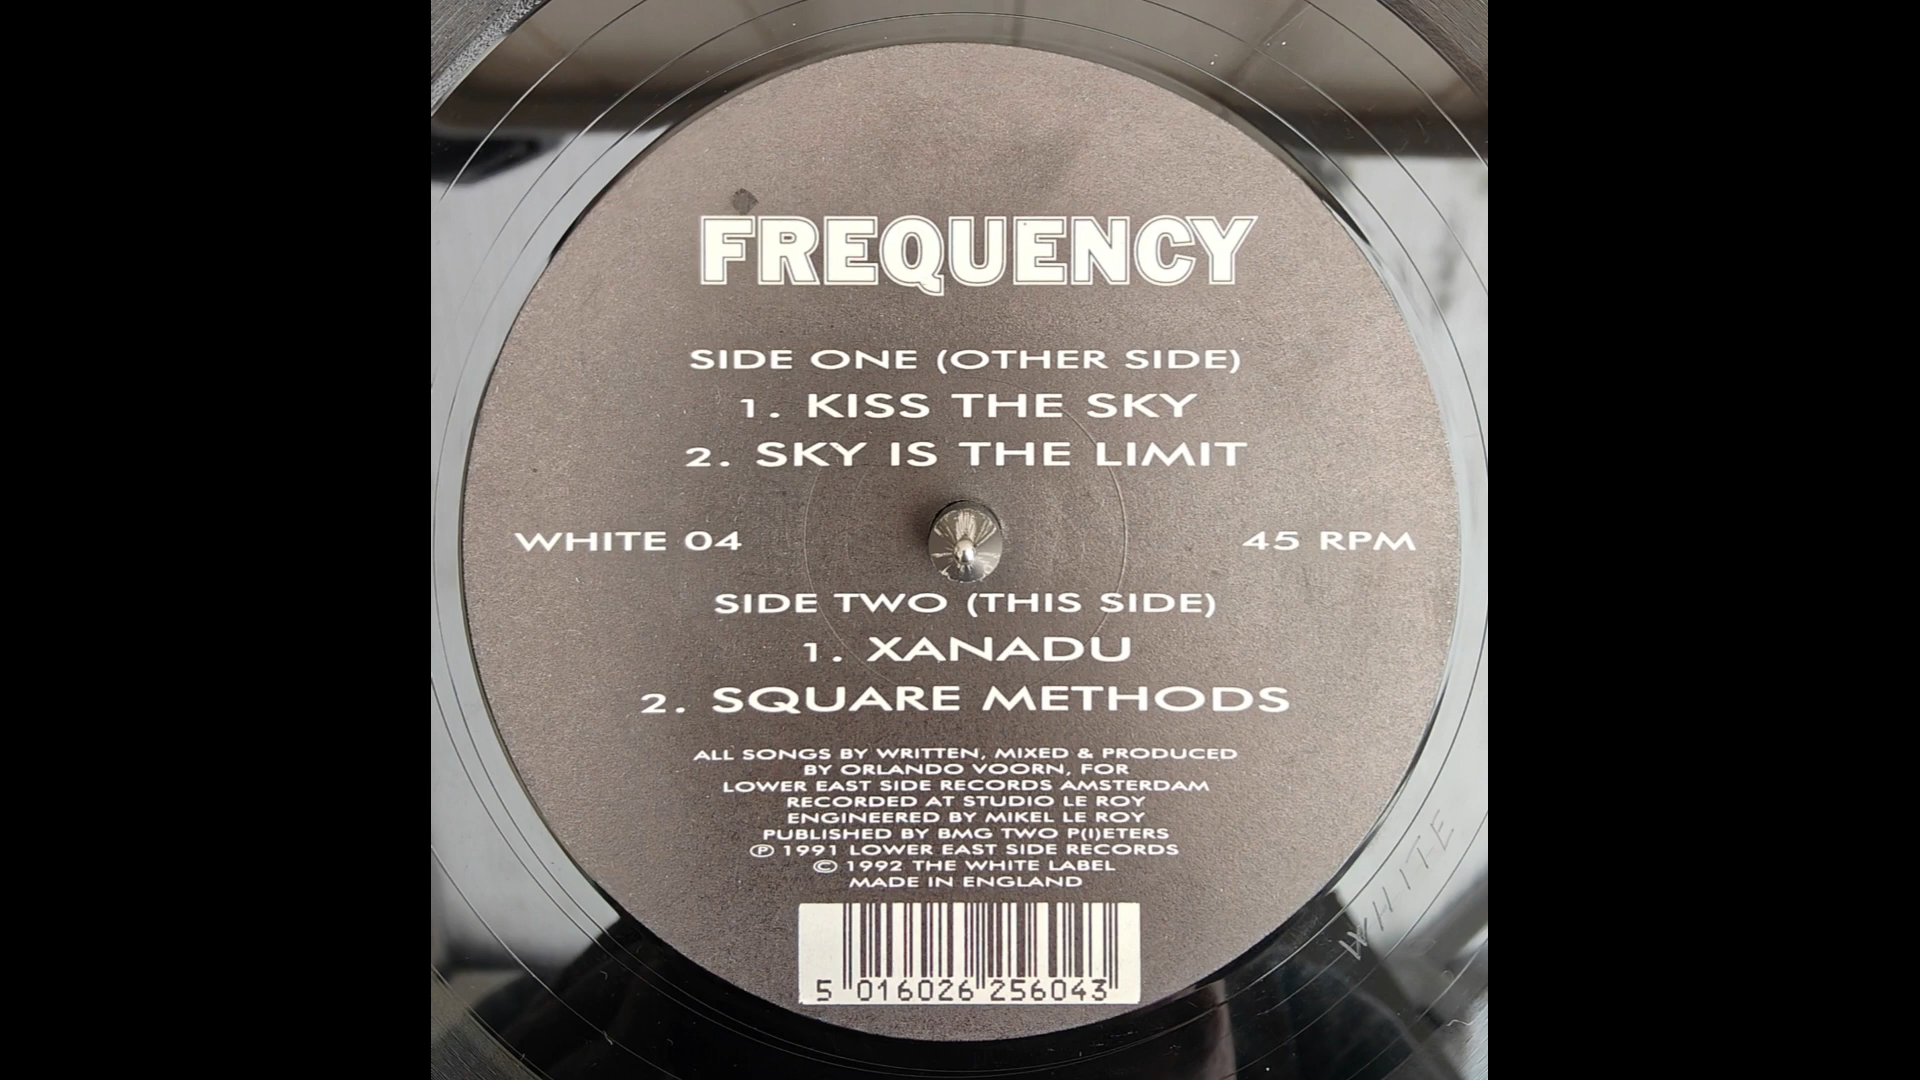 FREQUENCY
SIDE ONE (OTHER SIDE)
1. KISS THE SKY
2. SKY IS THE LIMIT
WHITE 04
45 RPM
SIDE TWO (THIS SIDE)
1. XANADU
2. SQUARE METHODS
ALL SONGS BY WRITTEN, MIXED & PRODUCED
BY ORLANDO VOORN, FOR
LOWER EAST SIDE RECORDS AMSTERDAM
RECORDED AT STUDIO LE ROY
ENGINEERED BY MIKEL LE ROY
PUBLISHED BY BMG TWO P(I)ETERS
℗ 1991 LOWER EAST SIDE RECORDS
© 1992 THE WHITE LABEL
MADE IN ENGLAND
5 016026 256043
WHITE